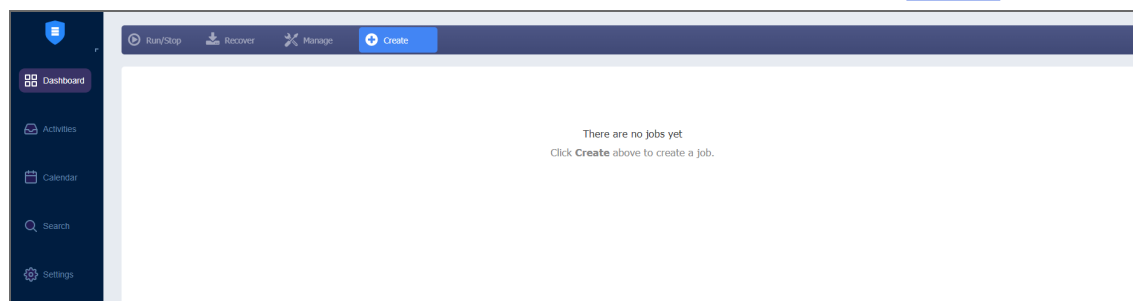 Run/Stop Recover Manage Create
Dashboard
Activities
Calendar
Search
Settings
There are no jobs yet
Click Create above to create a job.